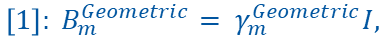 [1]: B_m^{Geometric} = γ_m^{Geometric} I,